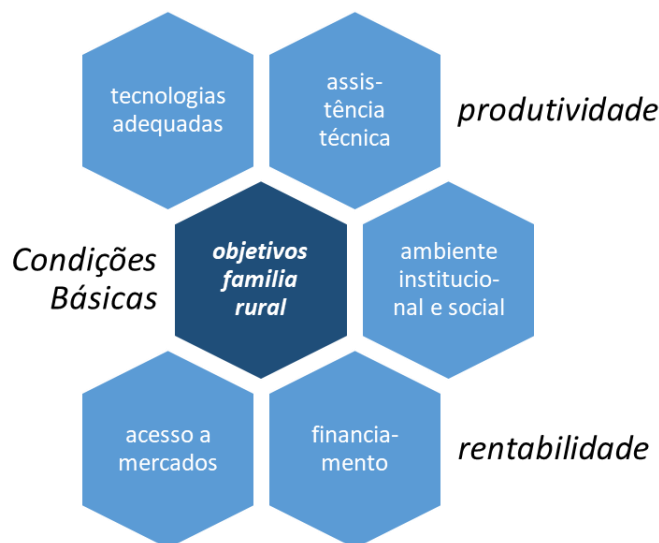 tecnologias
adequadas
assis-
tência
técnica
produtividade
Condições
Básicas
objetivos
familia
rural
ambiente
institucio-
nal e social
acesso a
mercados
financia-
mento
rentabilidade